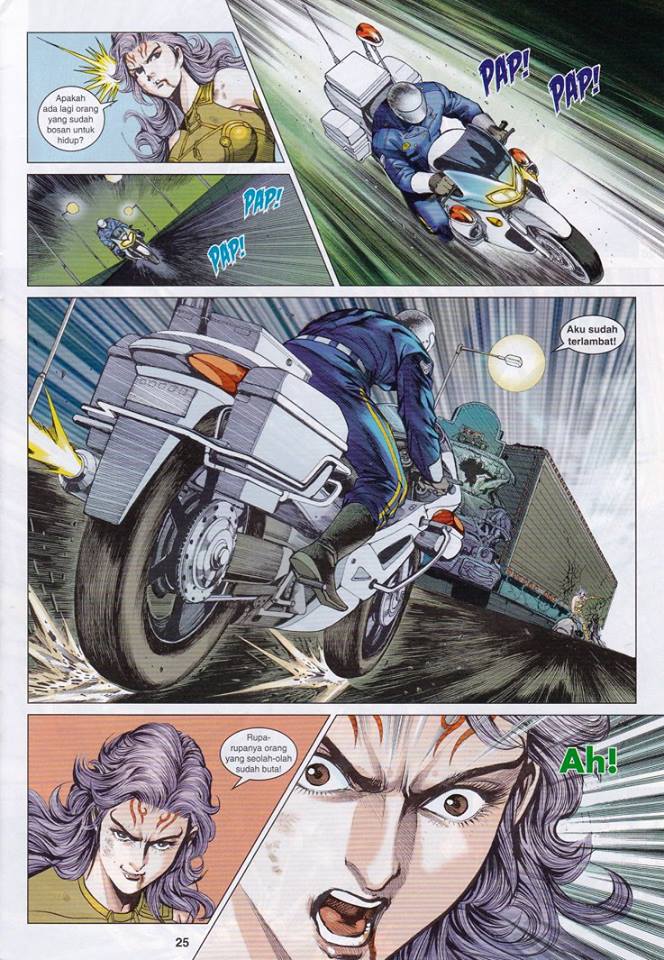 Apakah
ada lagi orang
yang sudah
bosan untuk
hidup?
PAP!
PAP!
PAP!
PAP!
Aku sudah
terlambat!
Rupa-
rupanya orang
yang seolah-olah
sudah buta!
Ah!
25